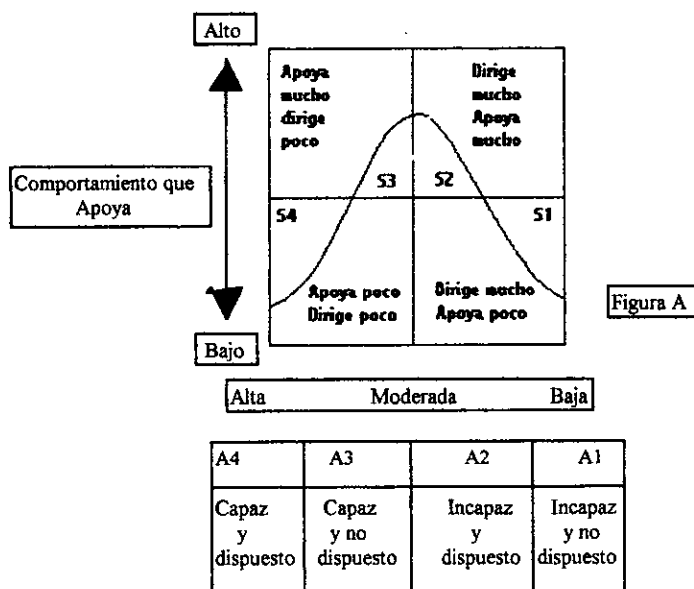 Alto
Apoya
mucho
dirige
poco
Dirige
mucho
Apoya
mucho
Comportamiento que
Apoya
S3
S2
S4
S1
Apoya poco
Dirige poco
Dirige mucho
Apoya poco
Figura A
Bajo
Alta Moderada Baja
A4 A3 A2 A1
Capaz
y
dispuesto
Capaz
y no
dispuesto
Incapaz
y
dispuesto
Incapaz
y no
dispuesto